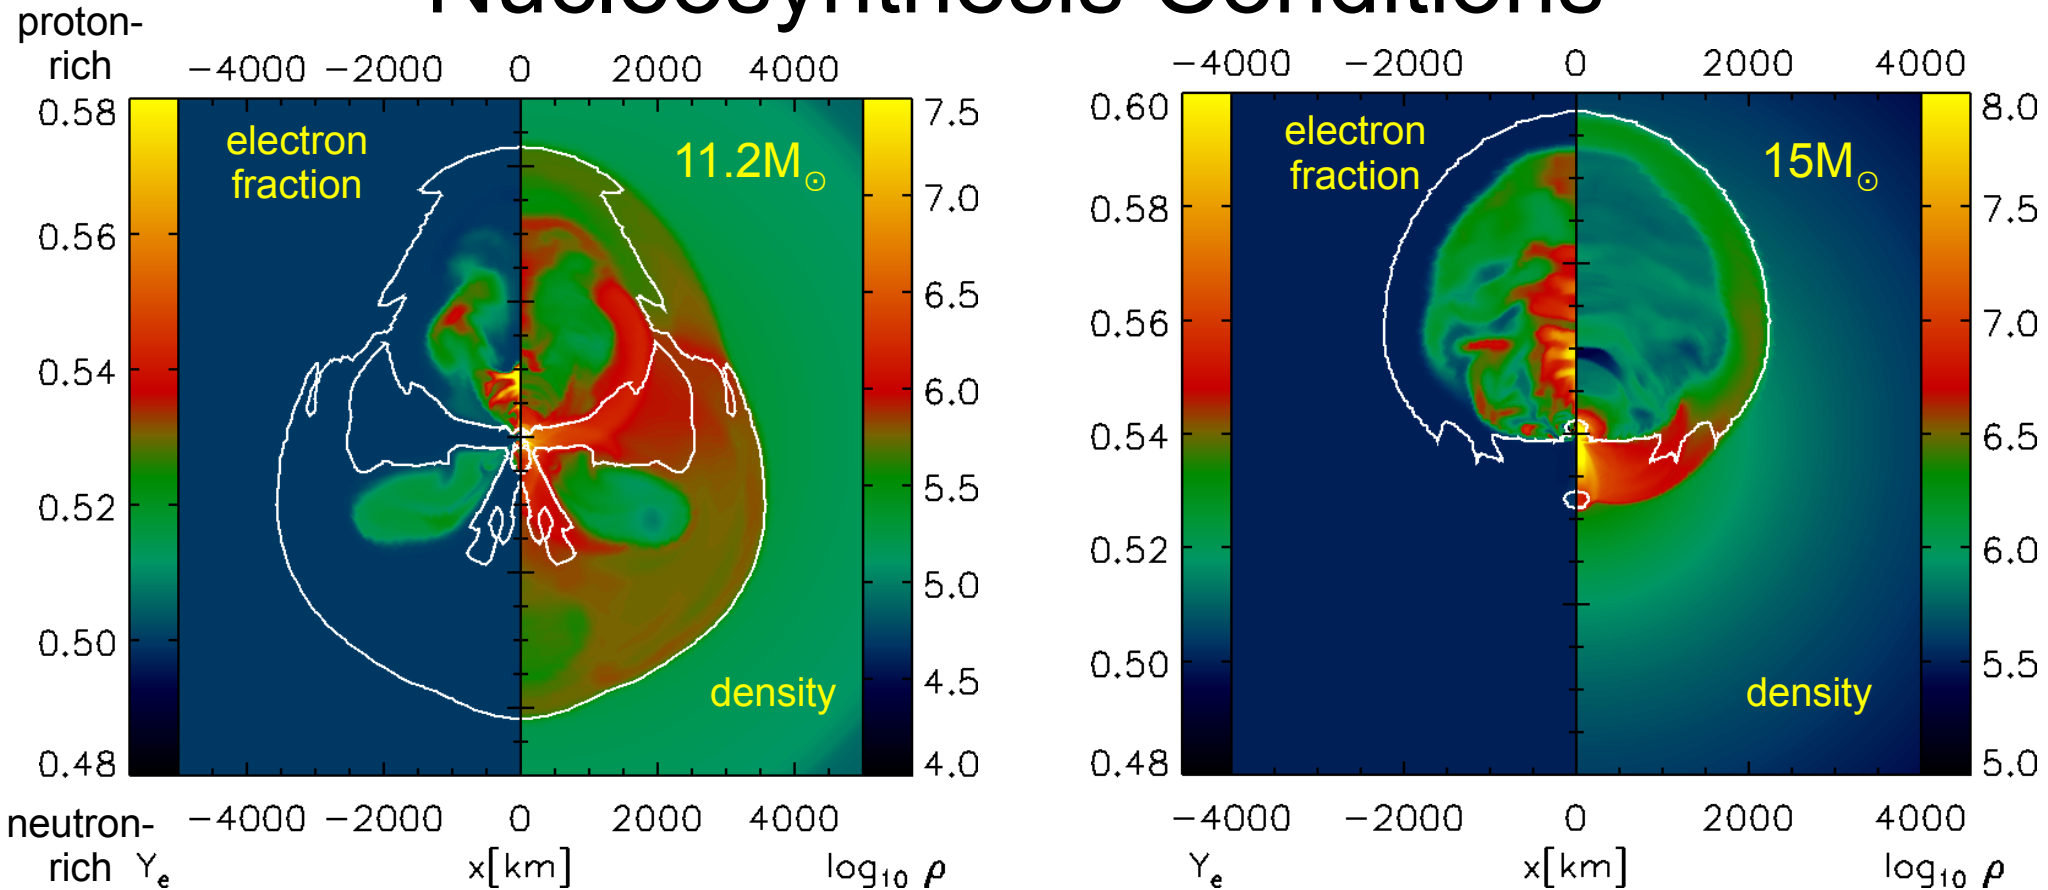 Nucleosynthesis Conditions
proton-
rich
−4000 −2000 0 2000 4000
0.58
0.56
0.54
0.52
0.50
0.48
electron
fraction
11.2M☉
density
7.5
7.0
6.5
6.0
5.5
5.0
4.5
4.0
neutron-
rich
−4000 −2000 0 2000 4000
Yₑ x[km] log₁₀ ρ
−4000 −2000 0 2000 4000
0.60
0.58
0.56
0.54
0.52
0.50
0.48
electron
fraction
15M☉
density
8.0
7.5
7.0
6.5
6.0
5.5
5.0
−4000 −2000 0 2000 4000
Yₑ x[km] log₁₀ ρ